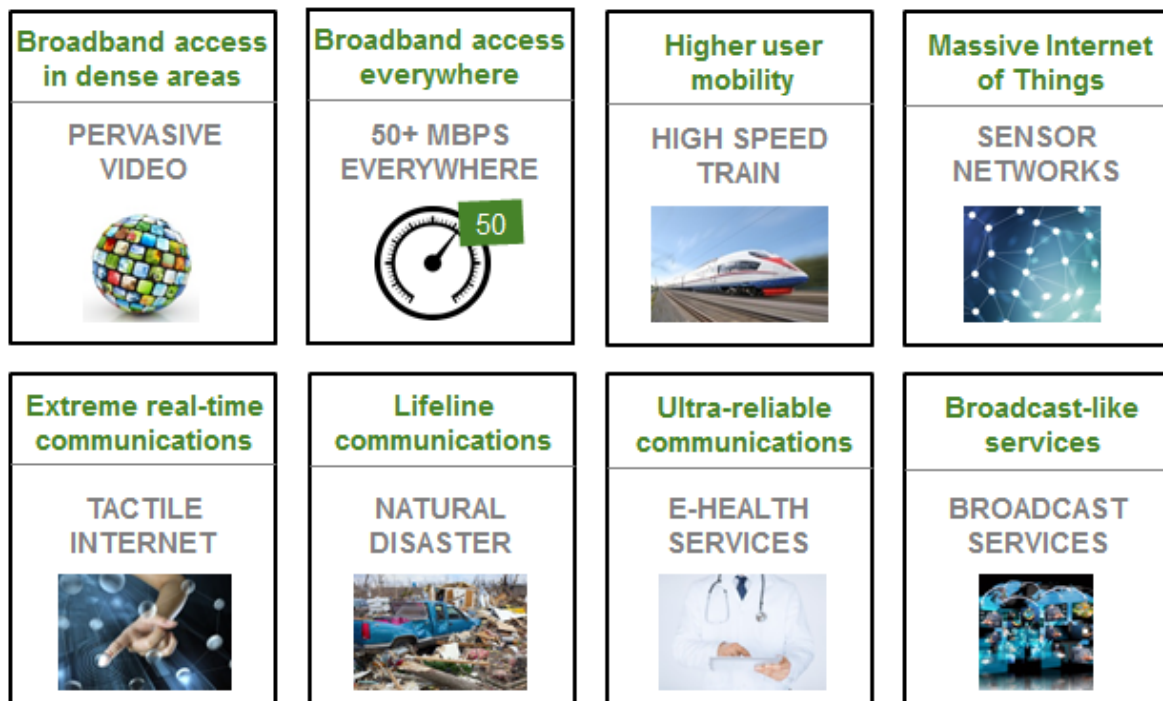 Broadband access
in dense areas
PERVASIVE
VIDEO
Broadband access
everywhere
50+ MBPS
EVERYWHERE
50
Higher user
mobility
HIGH SPEED
TRAIN
Massive Internet
of Things
SENSOR
NETWORKS
Extreme real-time
communications
TACTILE
INTERNET
Lifeline
communications
NATURAL
DISASTER
Ultra-reliable
communications
E-HEALTH
SERVICES
Broadcast-like
services
BROADCAST
SERVICES